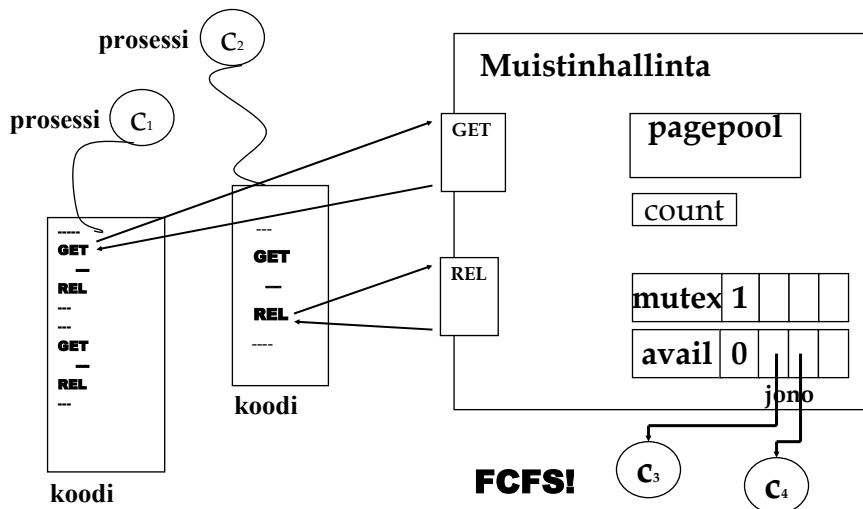 prosessi C2
prosessi C1
-----
GET
---
REL
---
---
GET
---
REL
---
koodi
---
GET
---
REL
----
koodi
Muistinhallinta
GET
REL
pagepool
count
mutex 1
avail 0
jono
C3
C4
FCFS!